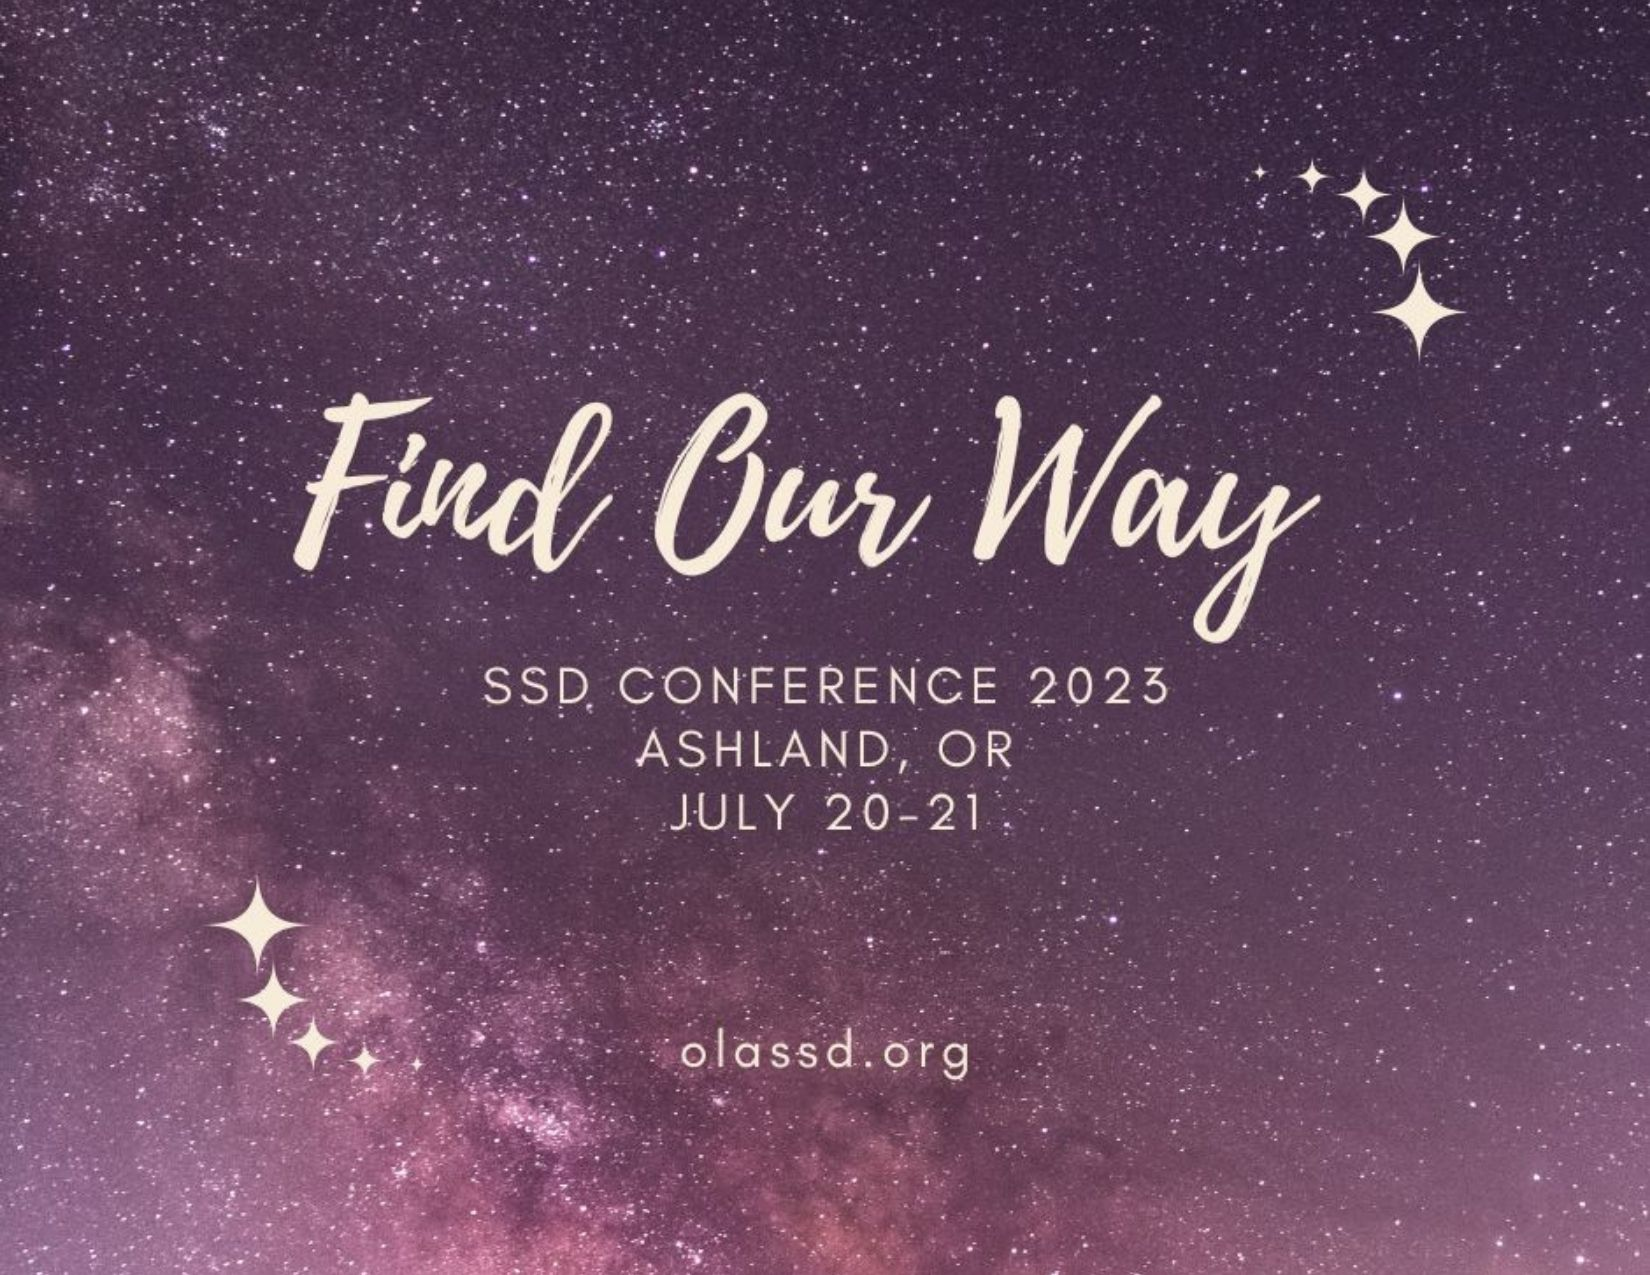 Find Our Way
SSD CONFERENCE 2023
ASHLAND, OR
JULY 20-21
olassd.org